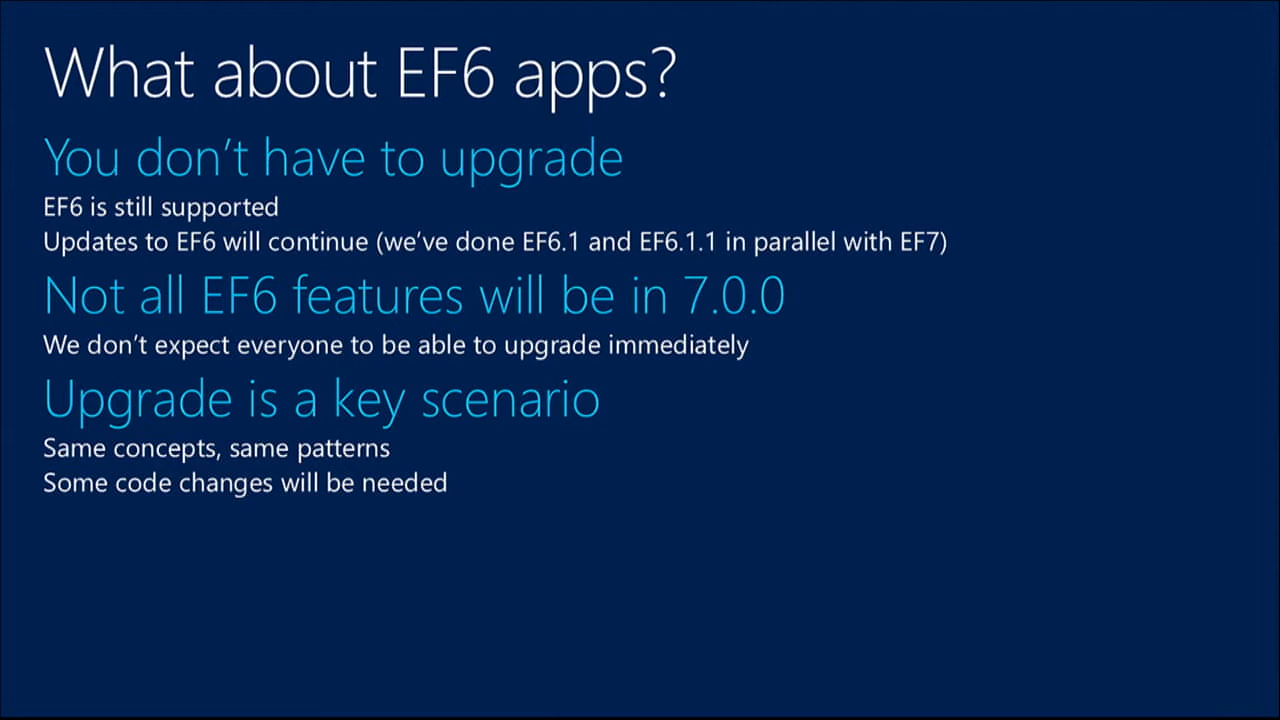 What about EF6 apps?
You don’t have to upgrade
EF6 is still supported
Updates to EF6 will continue (we’ve done EF6.1 and EF6.1.1 in parallel with EF7)
Not all EF6 features will be in 7.0.0
We don’t expect everyone to be able to upgrade immediately
Upgrade is a key scenario
Same concepts, same patterns
Some code changes will be needed